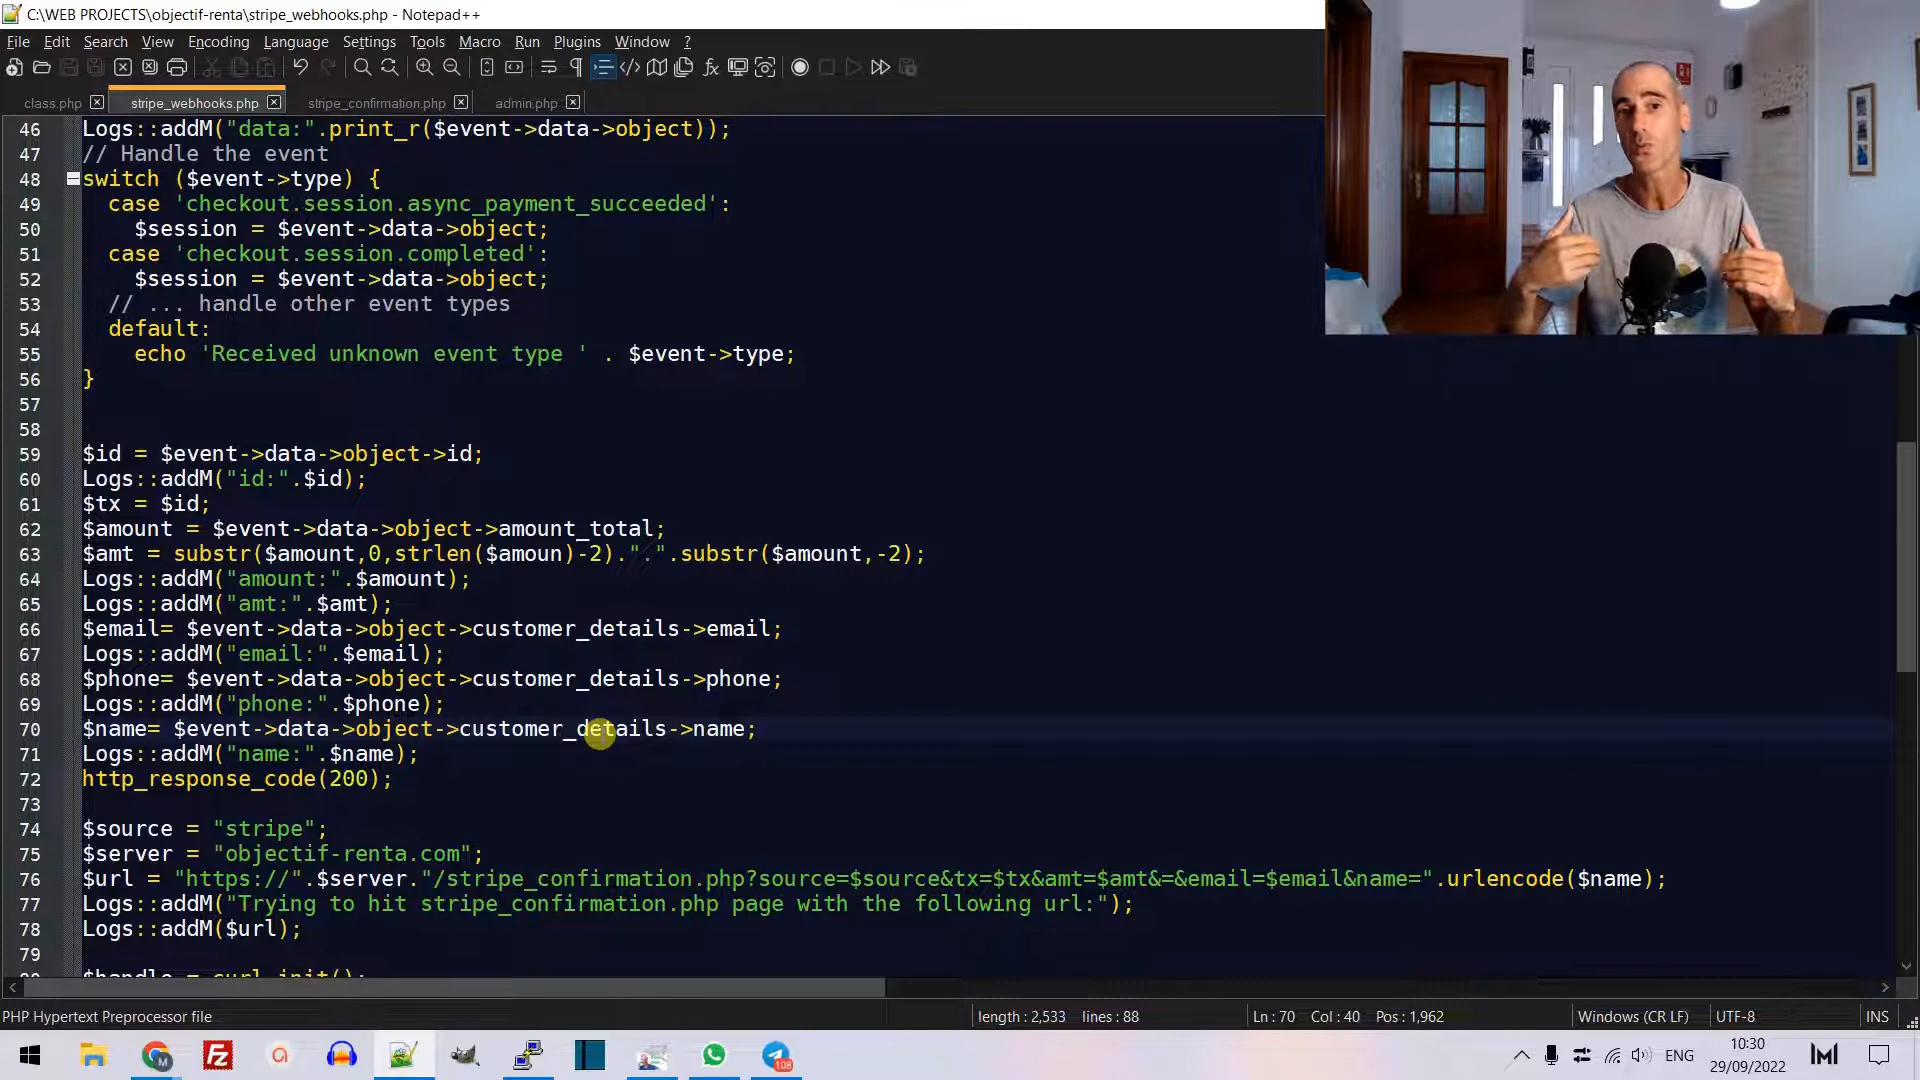 C:\WEB PROJECTS\objectif-renta\stripe_webhooks.php - Notepad++
File Edit Search View Encoding Language Settings Tools Macro Run Plugins Window ?
class.php stripe_webhooks.php stripe_confirmation.php admin.php
46 Logs::addM("data:".print_r($event->data->object));
47 // Handle the event
48 switch ($event->type) {
49 case 'checkout.session.async_payment_succeeded':
50 $session = $event->data->object;
51 case 'checkout.session.completed':
52 $session = $event->data->object;
53 // ... handle other event types
54 default:
55 echo 'Received unknown event type ' . $event->type;
56 }
57
58
59 $id = $event->data->object->id;
60 Logs::addM("id:".$id);
61 $tx = $id;
62 $amount = $event->data->object->amount_total;
63 $amt = substr($amount,0,strlen($amoun)-2).".".substr($amount,-2);
64 Logs::addM("amount:".$amount);
65 Logs::addM("amt:".$amt);
66 $email= $event->data->object->customer_details->email;
67 Logs::addM("email:".$email);
68 $phone= $event->data->object->customer_details->phone;
69 Logs::addM("phone:".$phone);
70 $name= $event->data->object->customer_details->name;
71 Logs::addM("name:".$name);
72 http_response_code(200);
73
74 $source = "stripe";
75 $server = "objectif-renta.com";
76 $url = "https://".$server."/stripe_confirmation.php?source=$source&tx=$tx&amt=$amt&=&email=$email&name=".urlencode($name);
77 Logs::addM("Trying to hit stripe_confirmation.php page with the following url:");
78 Logs::addM($url);
79
$handle = curl_init();
PHP Hypertext Preprocessor file length : 2,533 lines : 88 Ln : 70 Col : 40 Pos : 1,962 Windows (CR LF) UTF-8 INS
108 ENG 10:30
29/09/2022